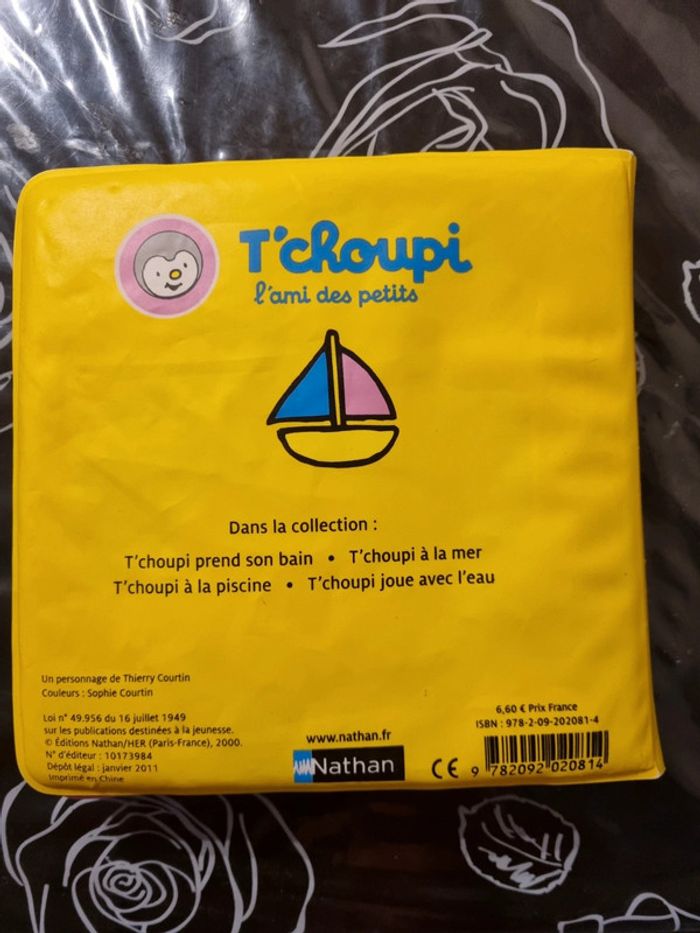 T'choupi
l'ami des petits
Dans la collection :
T'choupi prend son bain • T'choupi à la mer
T'choupi à la piscine • T'choupi joue avec l'eau
Un personnage de Thierry Courtin
Couleurs : Sophie Courtin
Loi n° 49.956 du 16 juillet 1949
sur les publications destinées à la jeunesse.
© Editions Nathan/HER (Paris-France), 2000.
N° d'éditeur : 10173984
Dépôt légal : janvier 2011
Imprimé en Chine
www.nathan.fr
Nathan
CE
6,60 € Prix France
ISBN : 978-2-09-202081-4
9 782092 020814